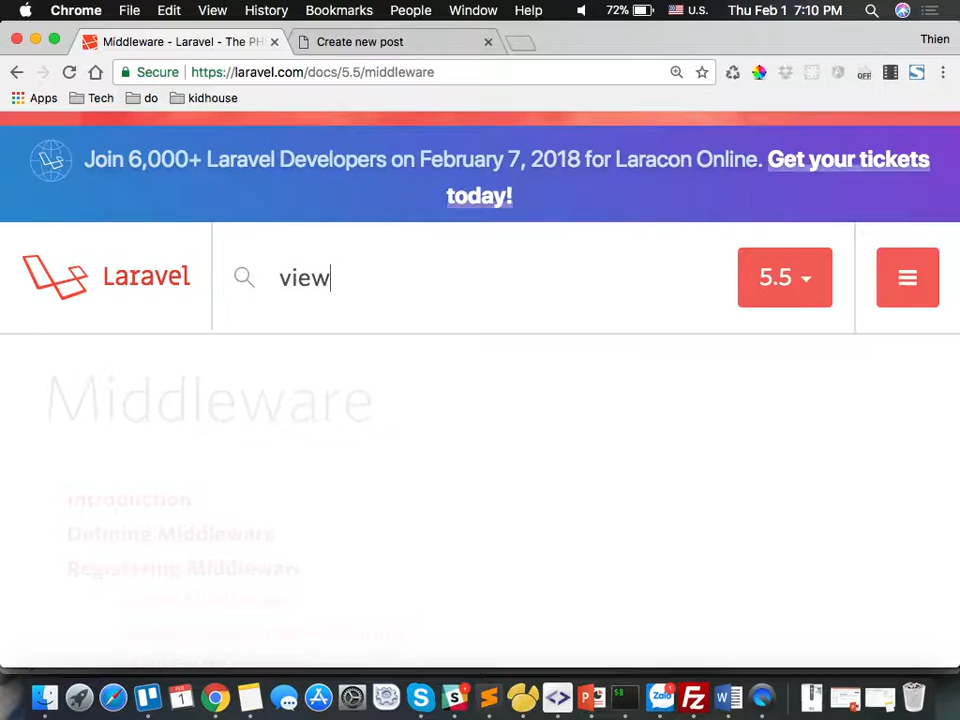 Chrome File Edit View History Bookmarks People Window Help 72% U.S. Thu Feb 1 7:10 PM
Middleware - Laravel - The PH
Create new post
Thien
Secure https://laravel.com/docs/5.5/middleware
OFF
Apps Tech do kidhouse
Join 6,000+ Laravel Developers on February 7, 2018 for Laracon Online. Get your tickets
today!
Laravel
view
5.5
Middleware
Introduction
Defining Middleware
Registering Middleware